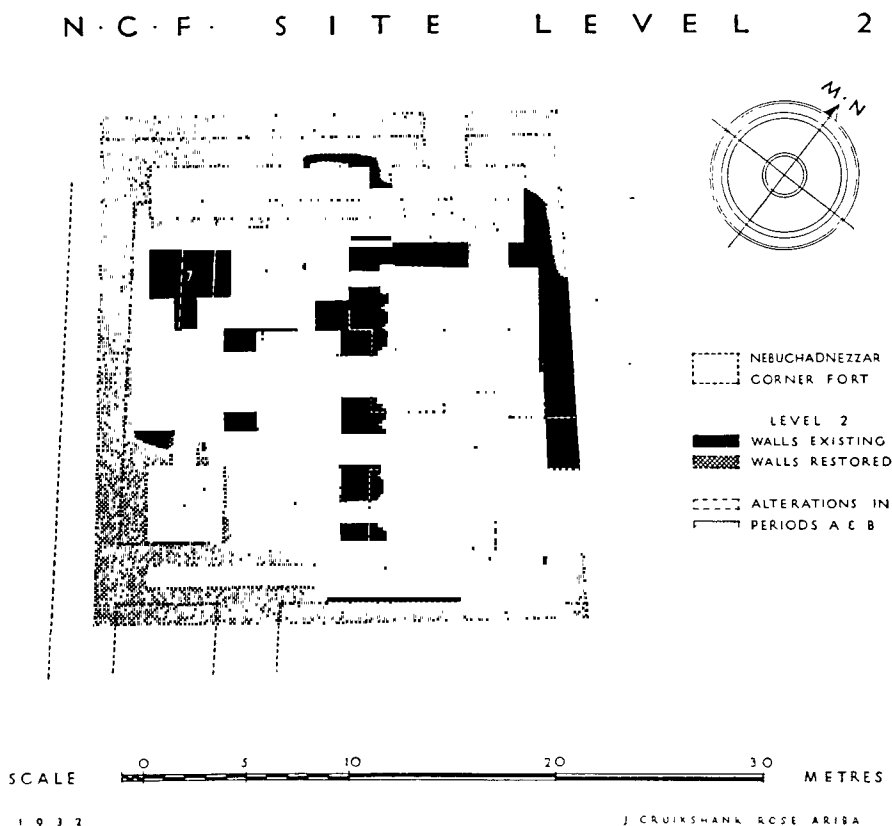 N·C·F· SITE LEVEL 2
M·N
NEBUCHADNEZZAR
CORNER FORT
LEVEL 2
WALLS EXISTING
WALLS RESTORED
ALTERATIONS IN
PERIODS A & B
0 5 10 20 30
SCALE METRES
J CRUIKSHANK ROSE ARIBA